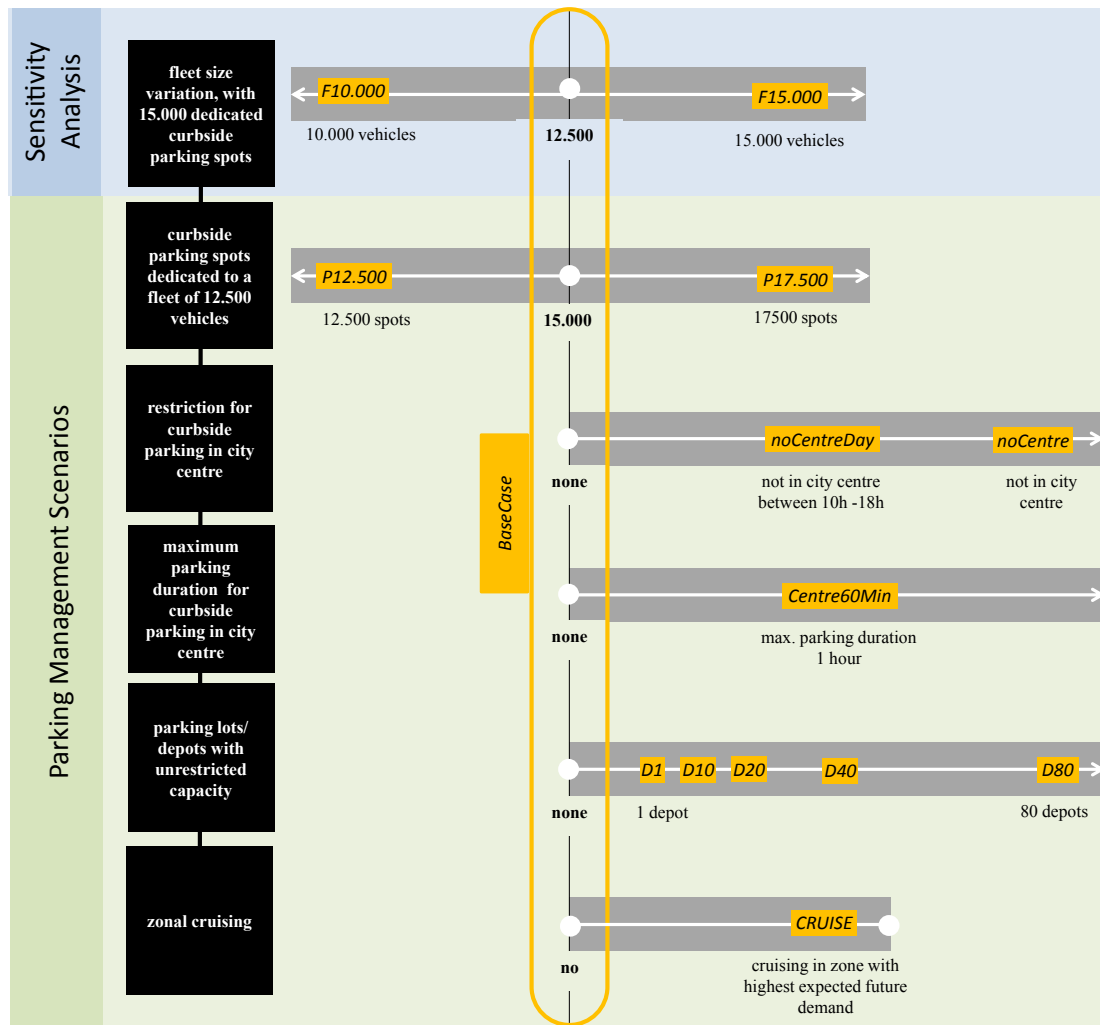 Sensitivity
Analysis
fleet size
variation, with
15.000 dedicated
curbside
parking spots
F10.000
F15.000
10.000 vehicles
12.500
15.000 vehicles
Parking Management Scenarios
curbside
parking spots
dedicated to a
fleet of 12.500
vehicles
P12.500
P17.500
12.500 spots
15.000
17500 spots
BaseCase
restriction for
curbside
parking in city
centre
noCentreDay
noCentre
none
not in city centre
between 10h -18h
not in city
centre
maximum
parking
duration for
curbside
parking in city
centre
Centre60Min
none
max. parking duration
1 hour
parking lots/
depots with
unrestricted
capacity
D1
D10
D20
D40
D80
none
1 depot
80 depots
zonal cruising
CRUISE
no
cruising in zone with
highest expected future
demand